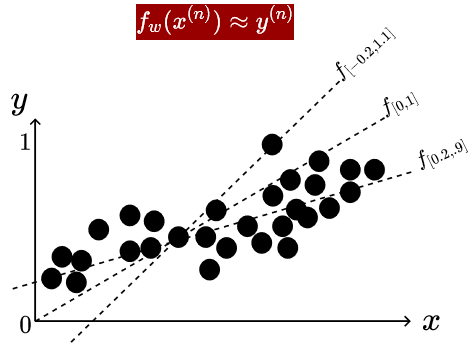 f_w(x^(n)) ≈ y^(n)
f_[−0.2,1.1]
y
f_[0,1]
1
f_[0.2,.9]
0
x